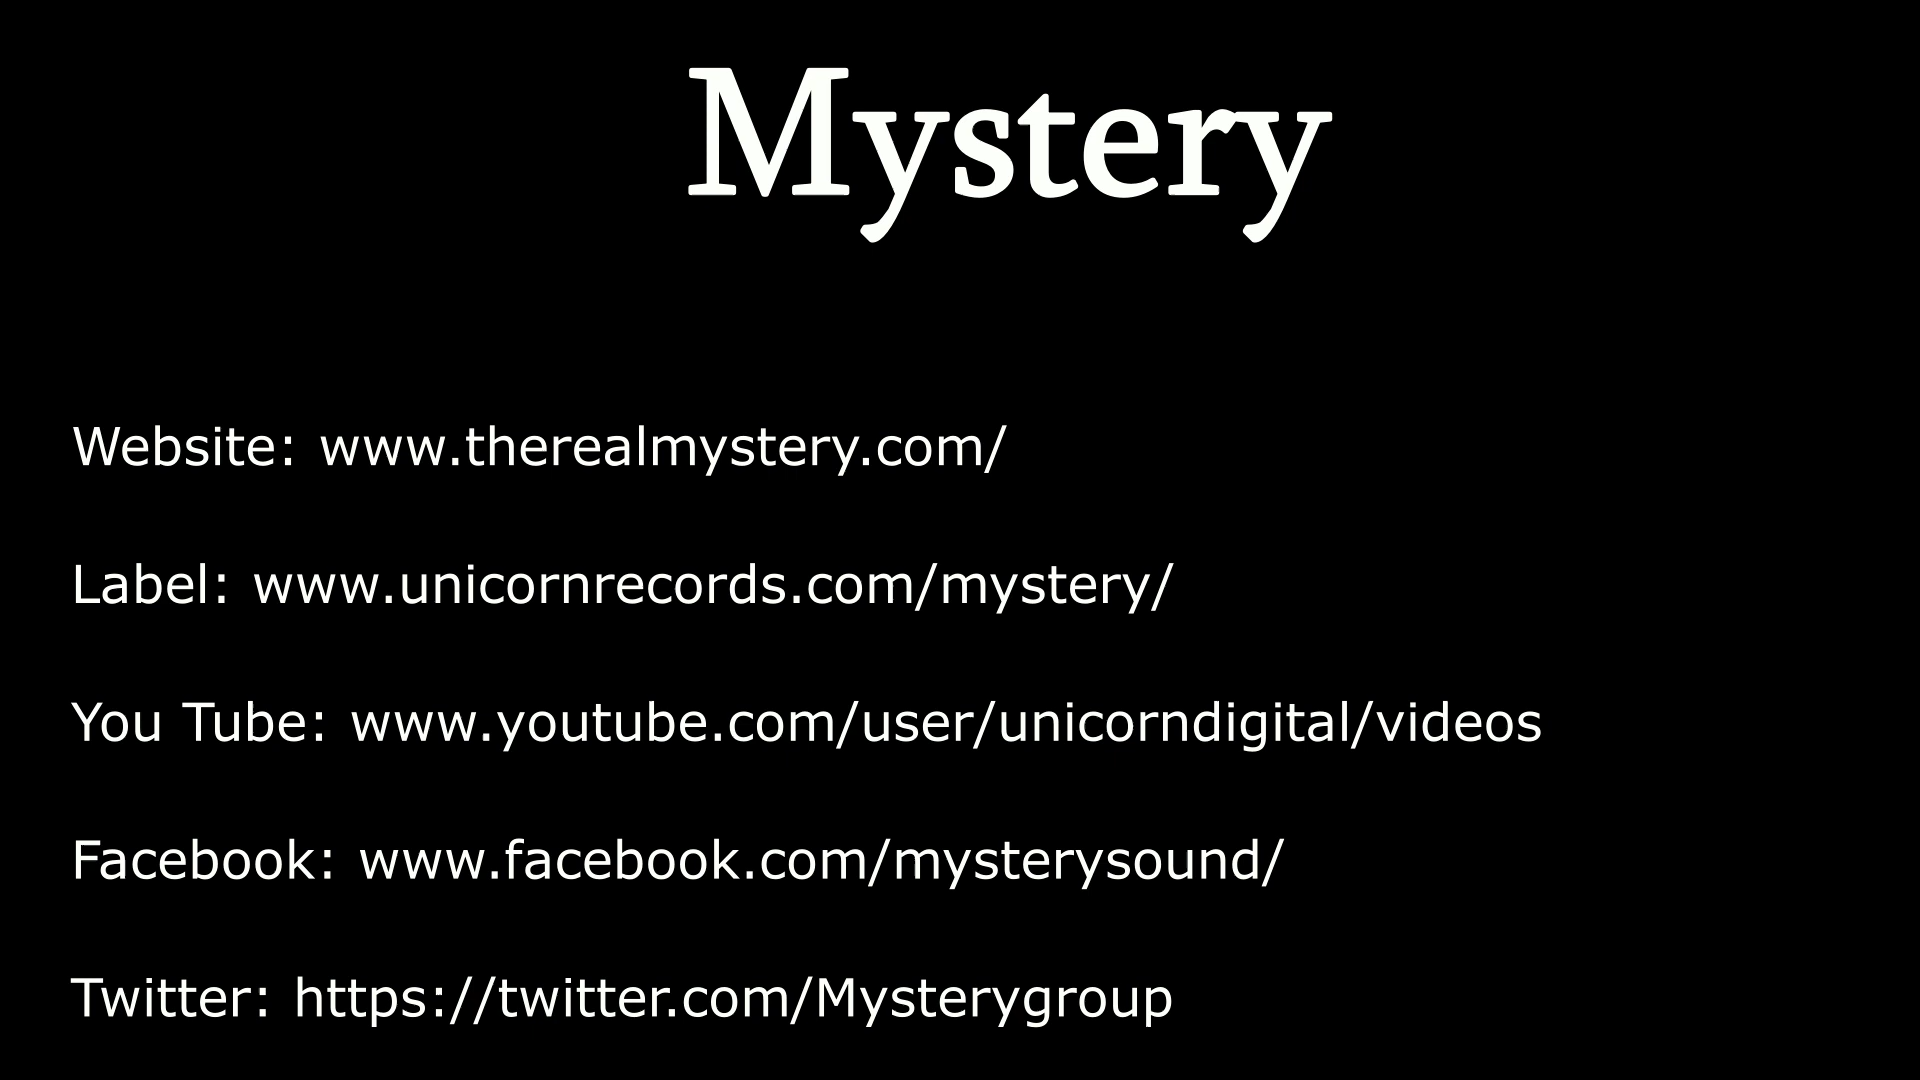 Mystery
Website: www.therealmystery.com/
Label: www.unicornrecords.com/mystery/
You Tube: www.youtube.com/user/unicorndigital/videos
Facebook: www.facebook.com/mysterysound/
Twitter: https://twitter.com/Mysterygroup